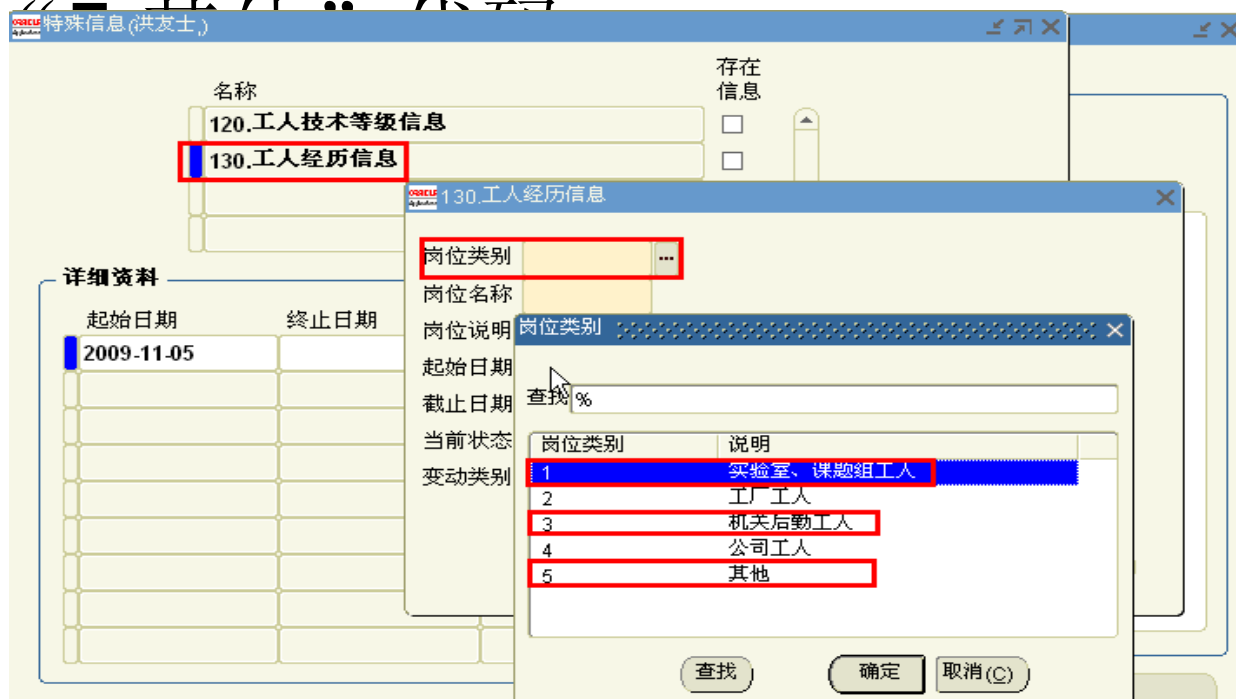 “5 其他” 代码
特殊信息(洪友士,)
名称
存在
信息
120.工人技术等级信息
130.工人经历信息
130.工人经历信息
岗位类别
...
岗位名称
岗位说明
起始日期
截止日期
当前状态
变动类别
详细资料
起始日期 终止日期
2009-11-05
岗位类别
查找 %
岗位类别 说明
1 实验室、课题组工人
2 工厂工人
3 机关后勤工人
4 公司工人
5 其他
查找 确定 取消(C)